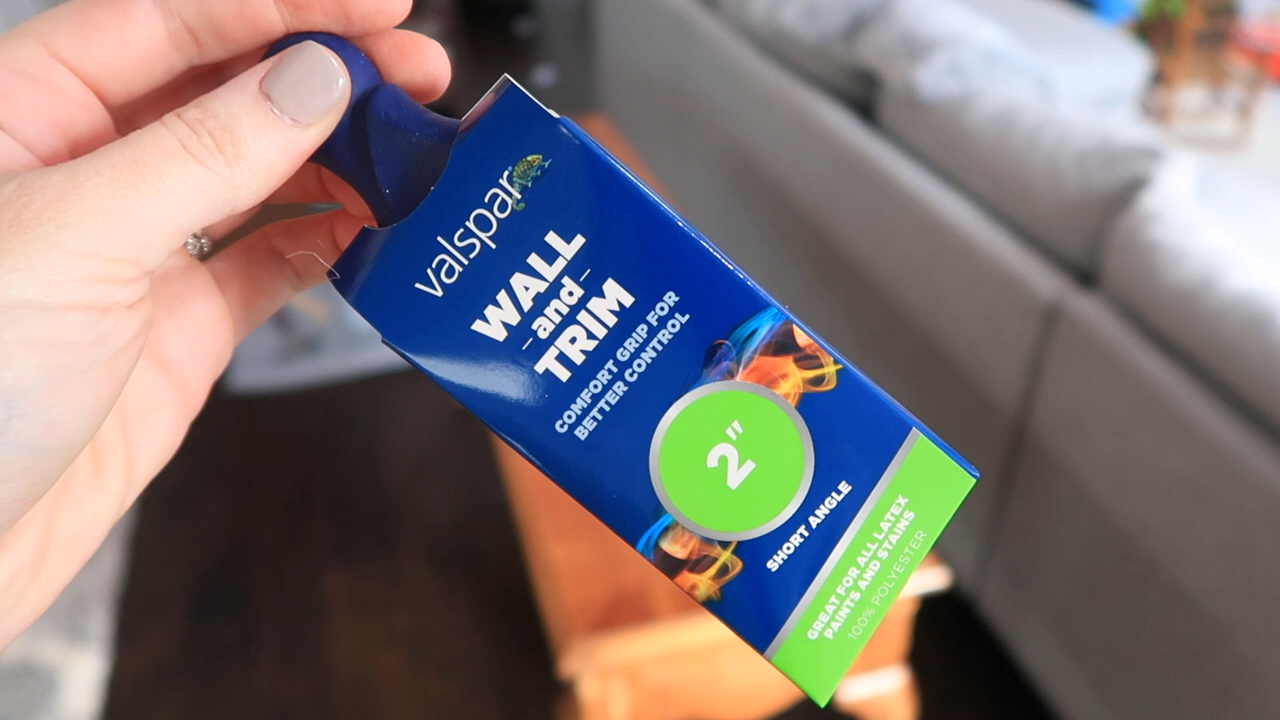 valspar
WALL
-and-
TRIM
COMFORT GRIP FOR
BETTER CONTROL
2"
SHORT ANGLE
GREAT FOR ALL LATEX
PAINTS AND STAINS
100% POLYESTER